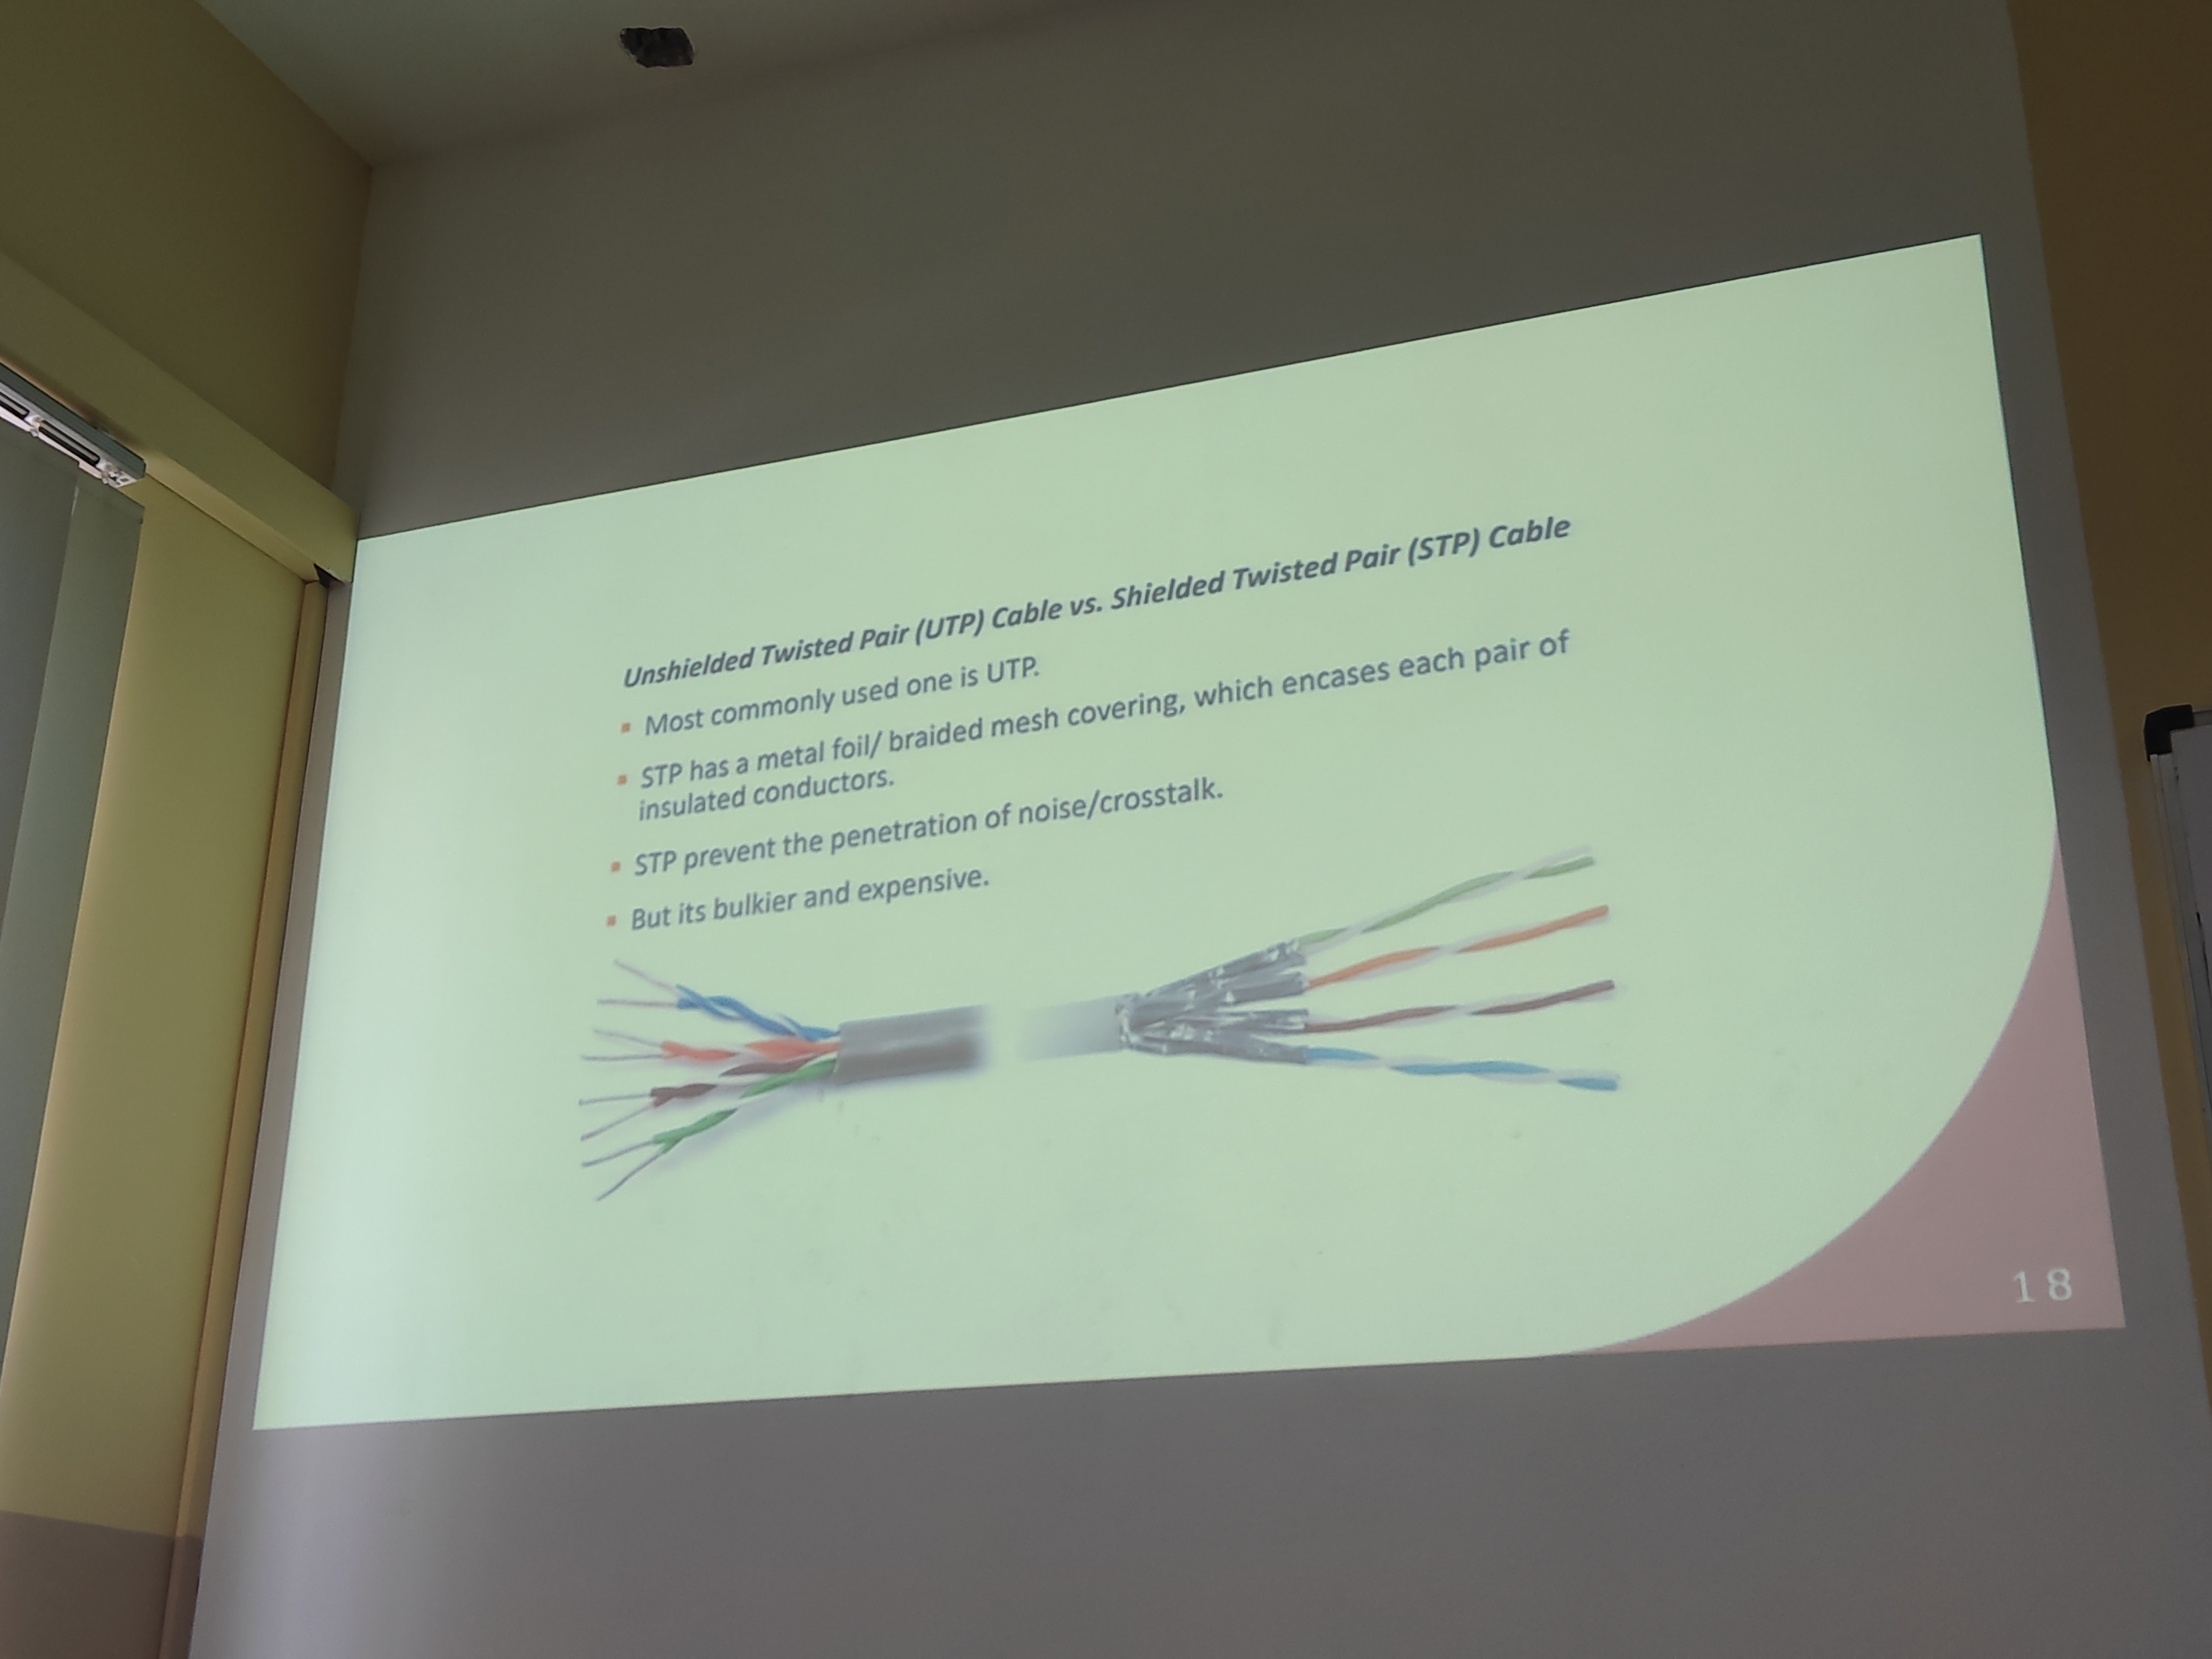 Unshielded Twisted Pair (UTP) Cable vs. Shielded Twisted Pair (STP) Cable
▪ Most commonly used one is UTP.
▪ STP has a metal foil/ braided mesh covering, which encases each pair of
insulated conductors.
▪ STP prevent the penetration of noise/crosstalk.
▪ But its bulkier and expensive.
18